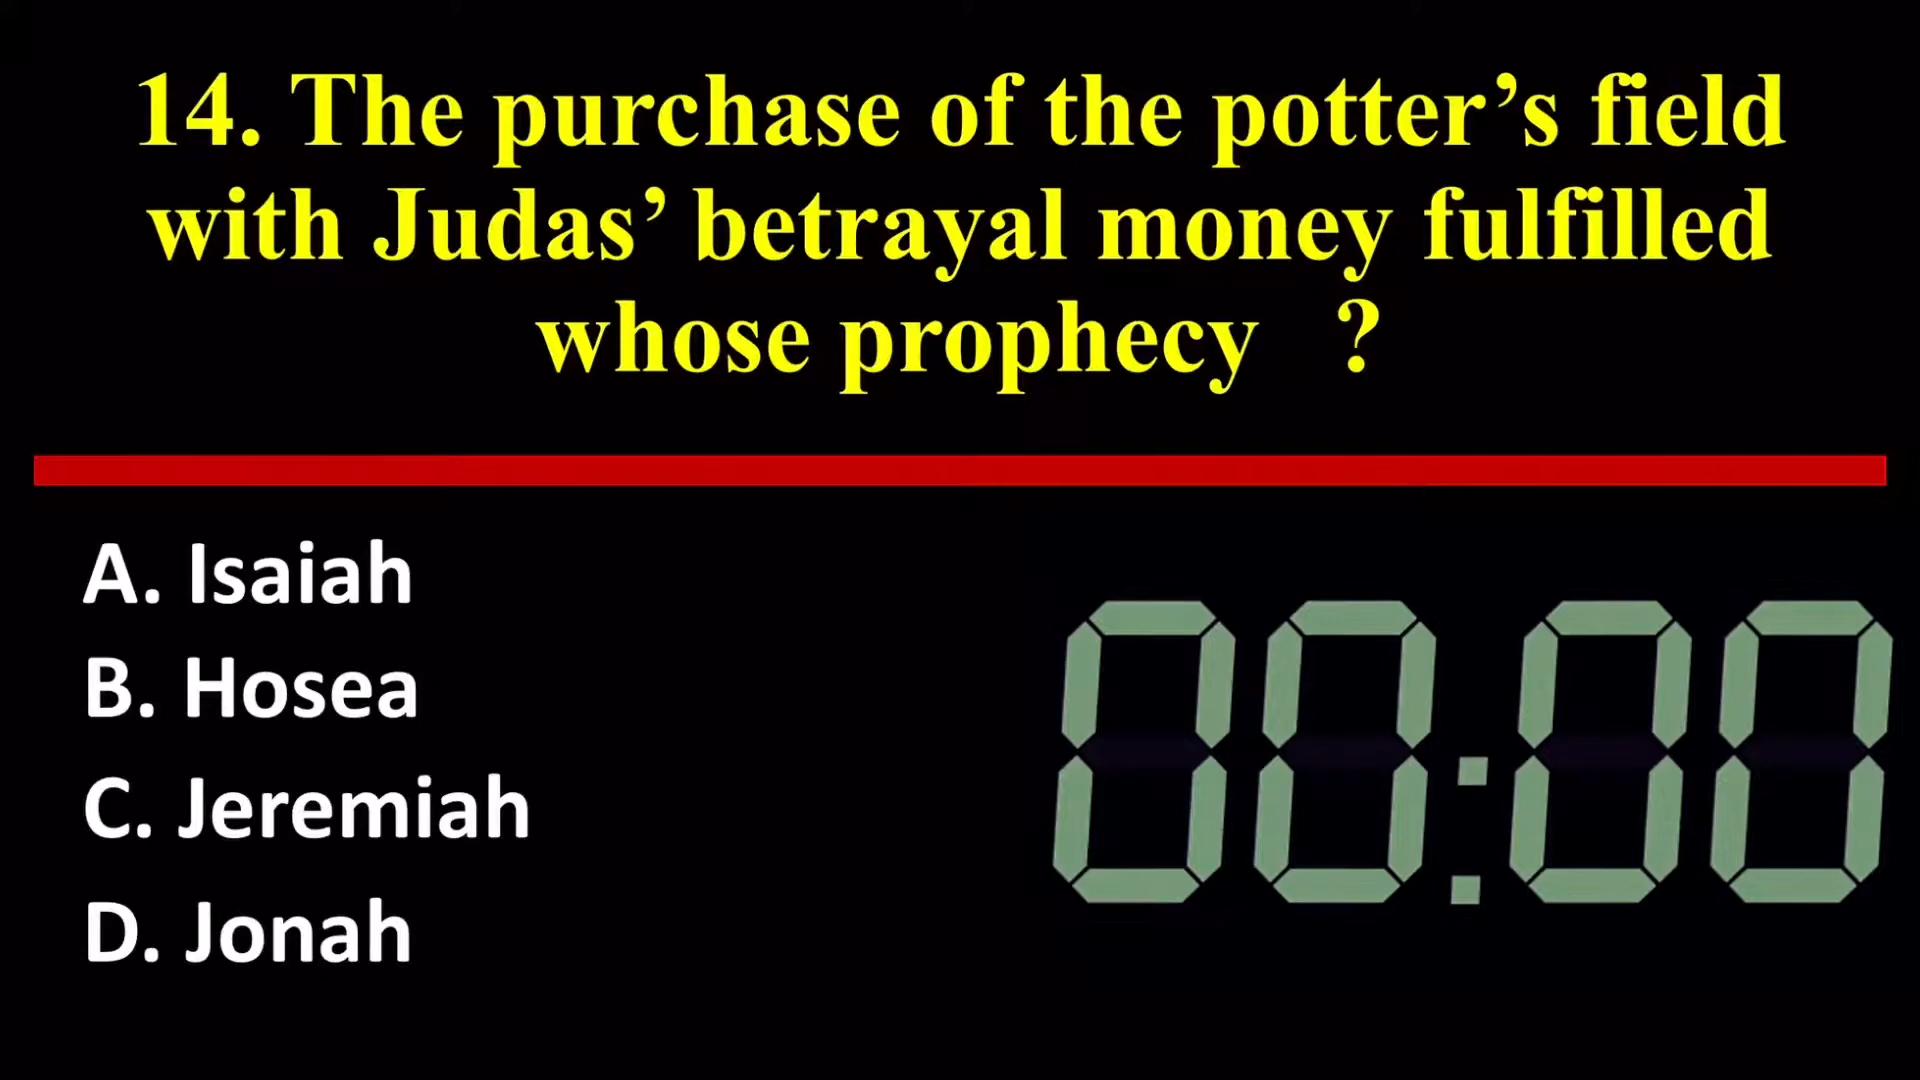 14. The purchase of the potter’s field
with Judas’ betrayal money fulfilled
whose prophecy ?
A. Isaiah
B. Hosea
C. Jeremiah
D. Jonah
00:00